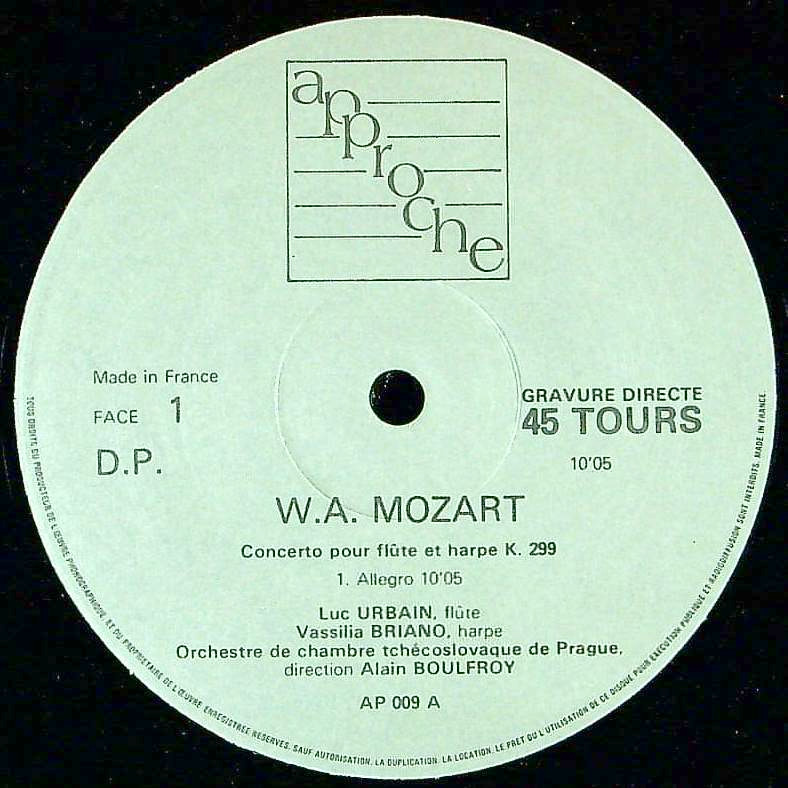 approche
Made in France
FACE 1
D.P.
GRAVURE DIRECTE
45 TOURS
10'05
W.A. MOZART
Concerto pour flûte et harpe K. 299
1. Allegro 10'05
Luc URBAIN, flûte
Vassilia BRIANO, harpe
Orchestre de chambre tchécoslovaque de Prague,
direction Alain BOULFROY
AP 009 A
TOUS DROITS DU PRODUCTEUR DE L'ŒUVRE PHONOGRAPHIQUE ET DU PROPRIETAIRE DE L'ŒUVRE ENREGISTREE RESERVES. SAUF AUTORISATION, LA DUPLICATION, LA LOCATION, LE PRET OU L'UTILISATION DE CE DISQUE POUR EXECUTION PUBLIQUE ET RADIODIFFUSION SONT INTERDITS. MADE IN FRANCE